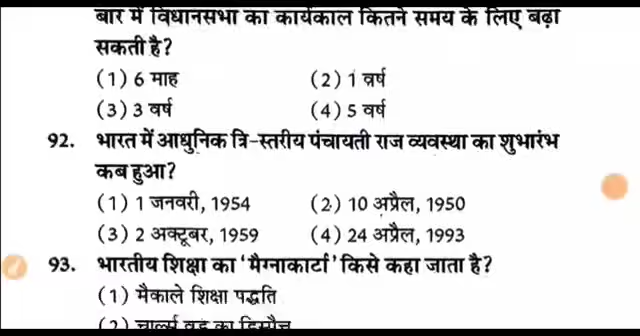 बार में विधानसभा का कार्यकाल कितने समय के लिए बढ़ा
सकती है?
(1) 6 माह (2) 1 वर्ष
(3) 3 वर्ष (4) 5 वर्ष
92. भारत में आधुनिक त्रि-स्तरीय पंचायती राज व्यवस्था का शुभारंभ
कब हुआ?
(1) 1 जनवरी, 1954 (2) 10 अप्रैल, 1950
(3) 2 अक्टूबर, 1959 (4) 24 अप्रैल, 1993
93. भारतीय शिक्षा का 'मैग्नाकार्टा' किसे कहा जाता है?
(1) मैकाले शिक्षा पद्धति
(2) चार्ल्स वुड का डिस्पैच